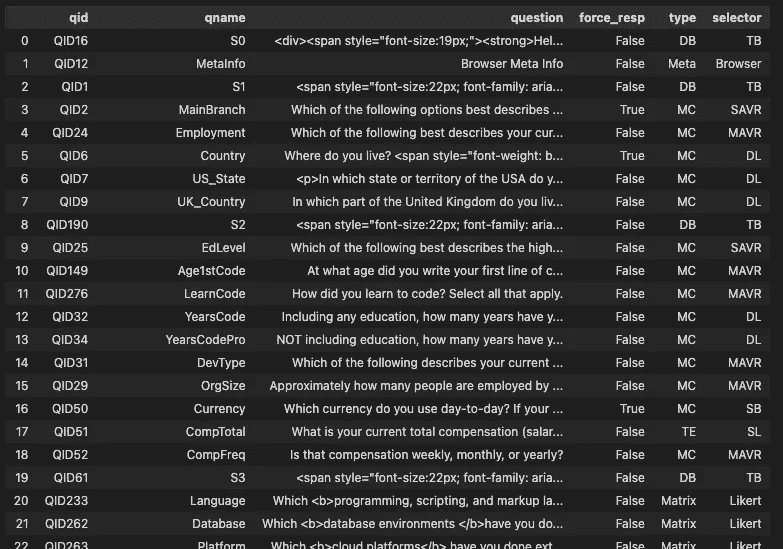 qid qname question force_resp type selector
0 QID16 S0 <div><span style="font-size:19px;"><strong>Hel... False DB TB
1 QID12 MetaInfo Browser Meta Info False Meta Browser
2 QID1 S1 <span style="font-size:22px; font-family: aria... False DB TB
3 QID2 MainBranch Which of the following options best describes ... True MC SAVR
4 QID24 Employment Which of the following best describes your cur... False MC MAVR
5 QID6 Country Where do you live? <span style="font-weight: b... True MC DL
6 QID7 US_State <p>In which state or territory of the USA do y... False MC DL
7 QID9 UK_Country In which part of the United Kingdom do you liv... False MC DL
8 QID190 S2 <span style="font-size:22px; font-family: aria... False DB TB
9 QID25 EdLevel Which of the following best describes the high... False MC SAVR
10 QID149 Age1stCode At what age did you write your first line of c... False MC MAVR
11 QID276 LearnCode How did you learn to code? Select all that apply. False MC MAVR
12 QID32 YearsCode Including any education, how many years have y... False MC DL
13 QID34 YearsCodePro NOT including education, how many years have y... False MC DL
14 QID31 DevType Which of the following describes your current ... False MC MAVR
15 QID29 OrgSize Approximately how many people are employed by ... False MC MAVR
16 QID50 Currency Which currency do you use day-to-day? If your ... True MC SB
17 QID51 CompTotal What is your current total compensation (salar... False TE SL
18 QID52 CompFreq Is that compensation weekly, monthly, or yearly? False MC MAVR
19 QID61 S3 <span style="font-size:22px; font-family: aria... False DB TB
20 QID233 Language Which <b>programming, scripting, and markup la... False Matrix Likert
21 QID262 Database Which <b>database environments </b>have you do... False Matrix Likert
22 QID263 Platform Which <b>cloud platforms</b> have you done ext... False Matrix Likert